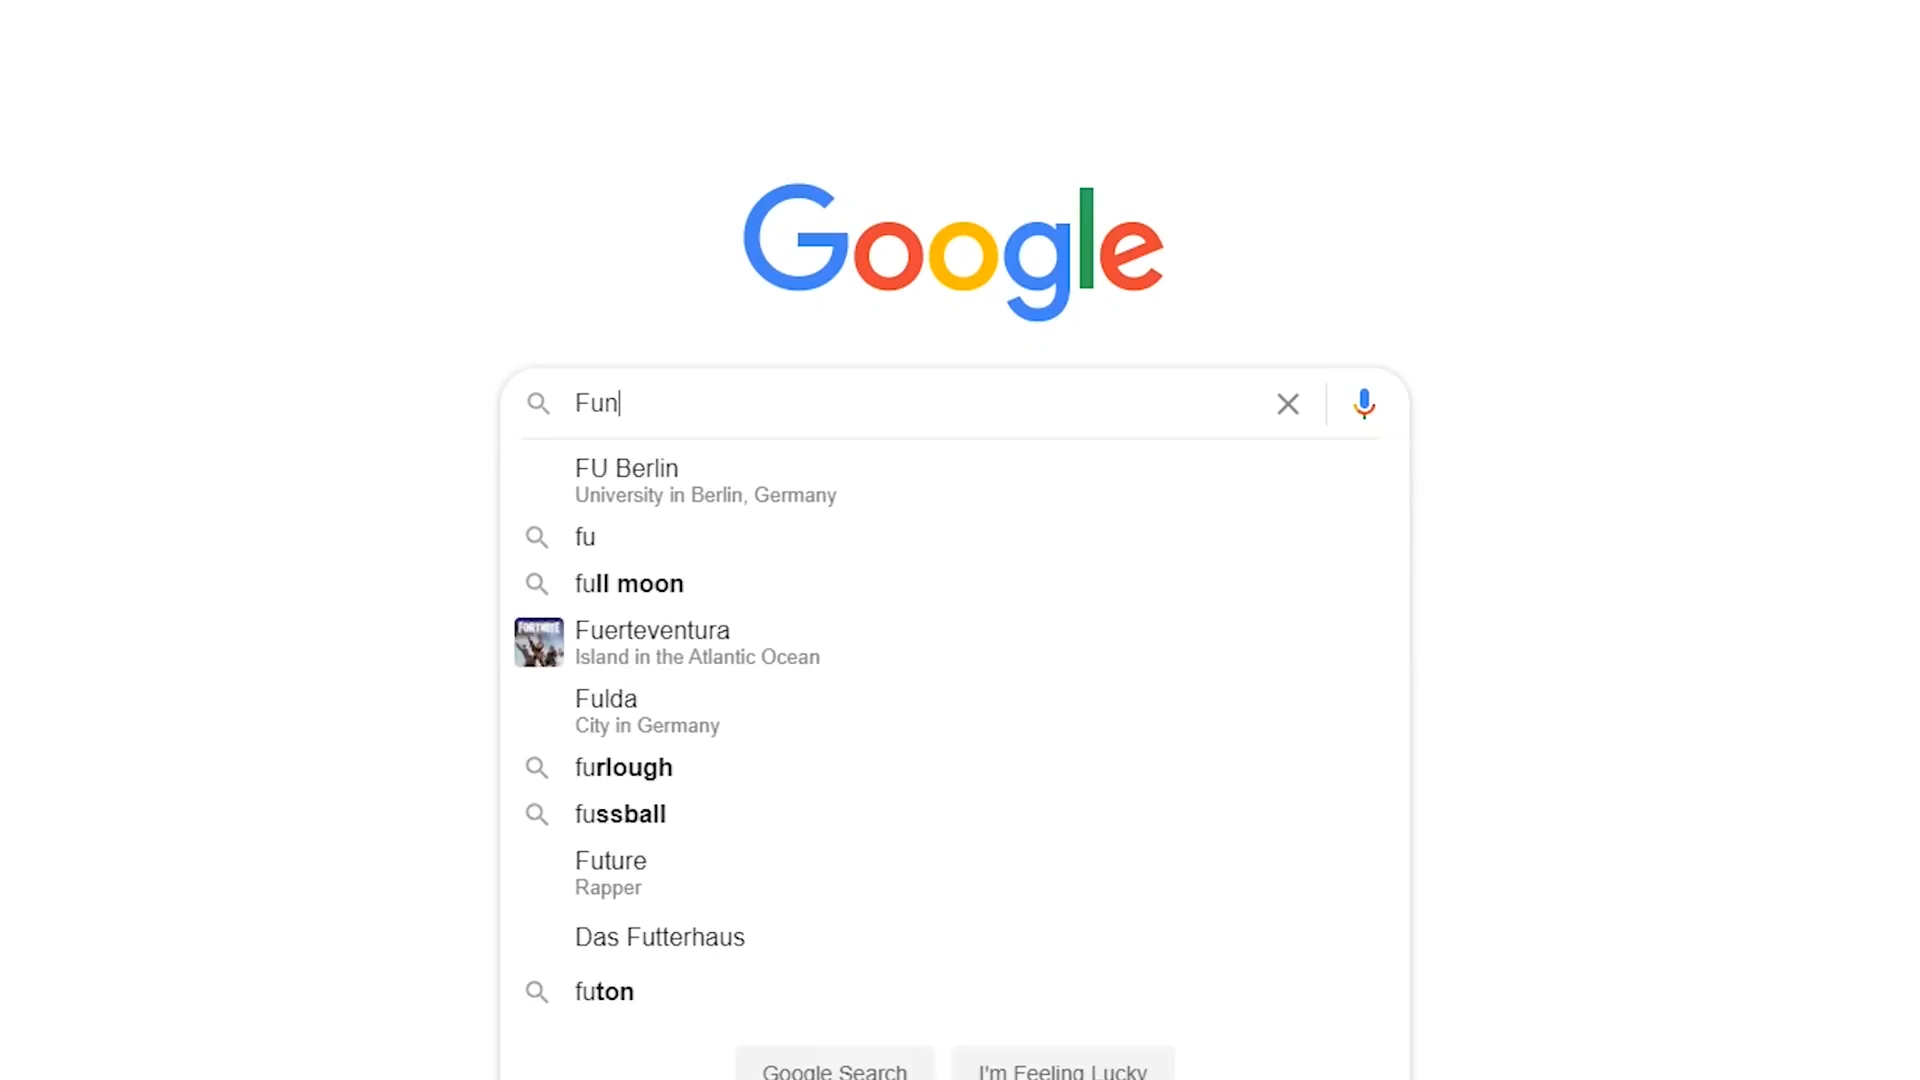 Google
Fun
FU Berlin
University in Berlin, Germany
fu
full moon
FORTNITE
Fuerteventura
Island in the Atlantic Ocean
Fulda
City in Germany
furlough
fussball
Future
Rapper
Das Futterhaus
futon
Google Search
I'm Feeling Lucky